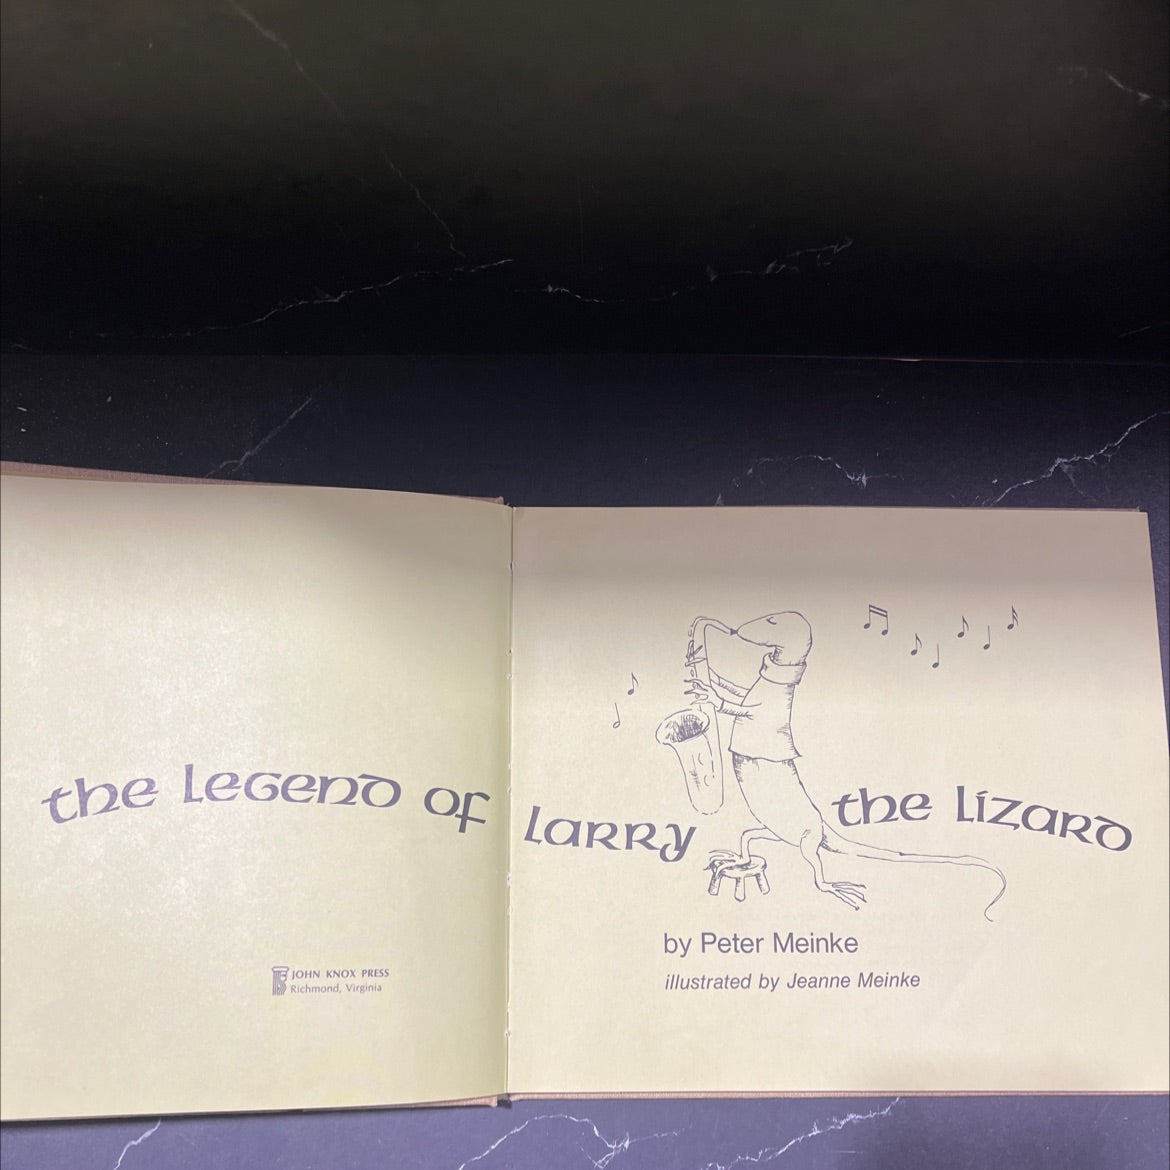 the Legend of Larry the Lizard
by Peter Meinke
illustrated by Jeanne Meinke
JOHN KNOX PRESS
Richmond, Virginia